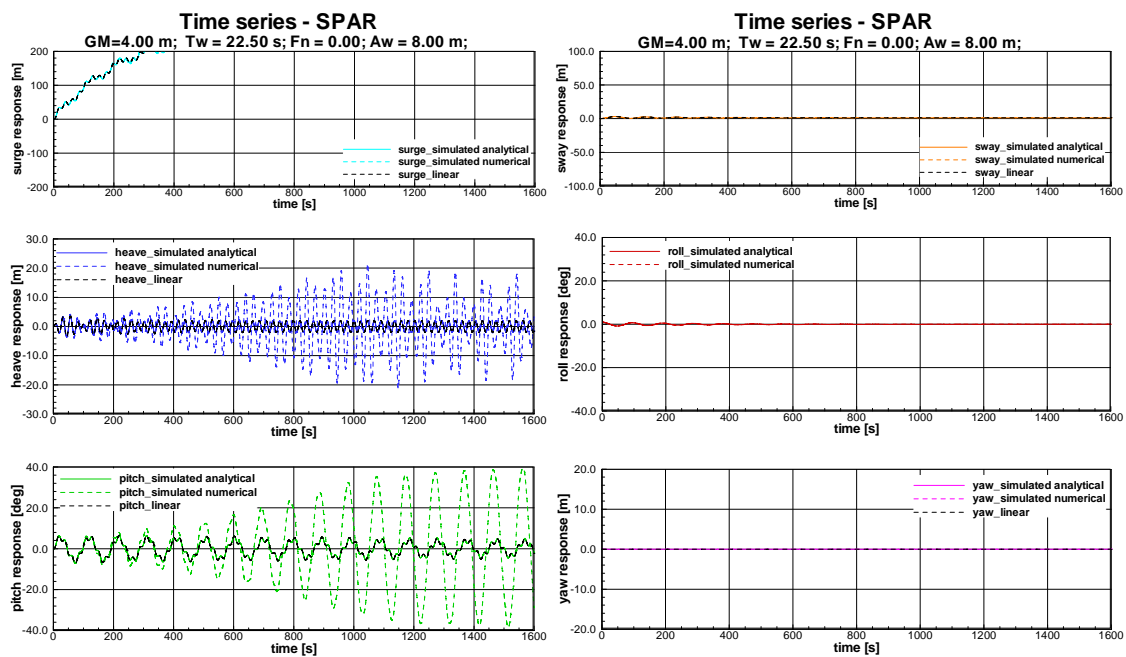 Time series - SPAR
GM=4.00 m; Tw = 22.50 s; Fn = 0.00; Aw = 8.00 m;
200
100
0
-100
-200
surge response [m]
surge_simulated analytical
surge_simulated numerical
surge_linear
0 200 400 600 800 1000 1200 1400 1600
time [s]
30.0
20.0
10.0
0.0
-10.0
-20.0
-30.0
heave response [m]
heave_simulated analytical
heave_simulated numerical
heave_linear
0 200 400 600 800 1000 1200 1400 1600
time [s]
40.0
20.0
0.0
-20.0
-40.0
pitch response [deg]
pitch_simulated analytical
pitch_simulated numerical
pitch_linear
0 200 400 600 800 1000 1200 1400 1600
time [s]
Time series - SPAR
GM=4.00 m; Tw = 22.50 s; Fn = 0.00; Aw = 8.00 m;
100.0
50.0
0.0
-50.0
-100.0
sway response [m]
sway_simulated analytical
sway_simulated numerical
sway_linear
0 200 400 600 800 1000 1200 1400 1600
time [s]
40.0
20.0
0.0
-20.0
-40.0
roll response [deg]
roll_simulated analytical
roll_simulated numerical
0 200 400 600 800 1000 1200 1400 1600
time [s]
20.0
10.0
0.0
-10.0
-20.0
yaw response [m]
yaw_simulated analytical
yaw_simulated numerical
yaw_linear
0 200 400 600 800 1000 1200 1400 1600
time [s]